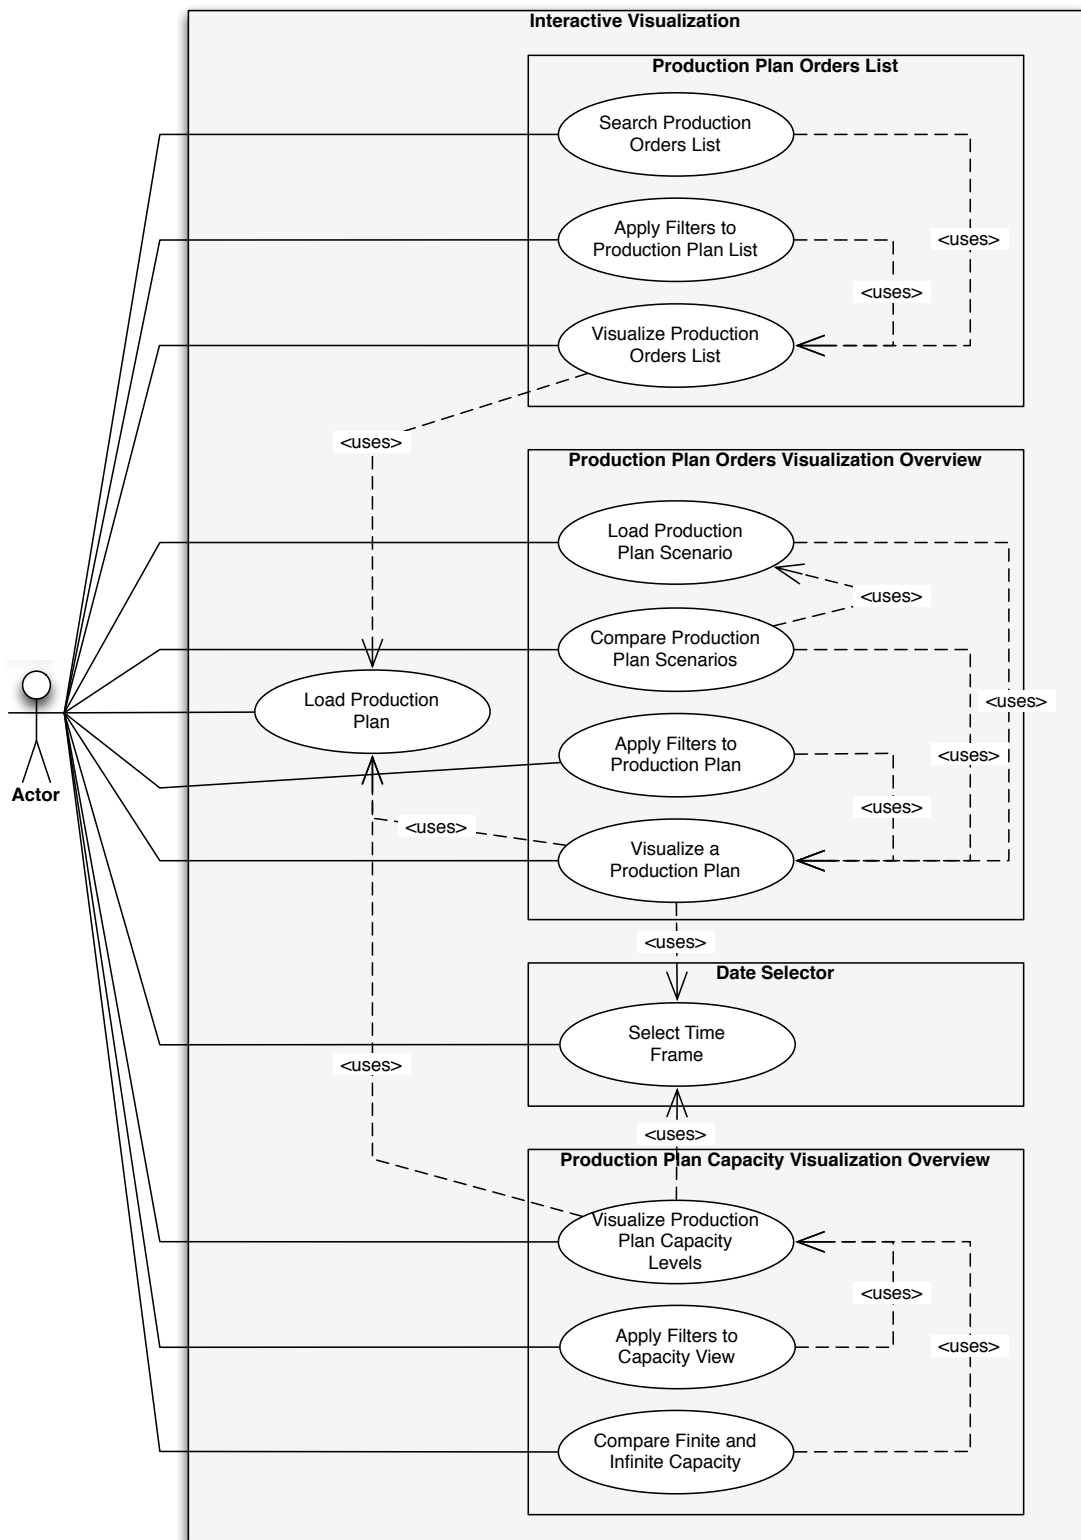 Interactive Visualization
Production Plan Orders List
Search Production
Orders List
<uses>
Apply Filters to
Production Plan List
<uses>
Visualize Production
Orders List
<uses>
Production Plan Orders Visualization Overview
Load Production
Plan Scenario
<uses>
Compare Production
Plan Scenarios
<uses>
Load Production
Plan
Actor
Apply Filters to
Production Plan
<uses>
<uses>
<uses>
Visualize a
Production Plan
<uses>
Date Selector
Select Time
Frame
<uses>
<uses>
Production Plan Capacity Visualization Overview
Visualize Production
Plan Capacity
Levels
<uses>
Apply Filters to
Capacity View
<uses>
Compare Finite and
Infinite Capacity